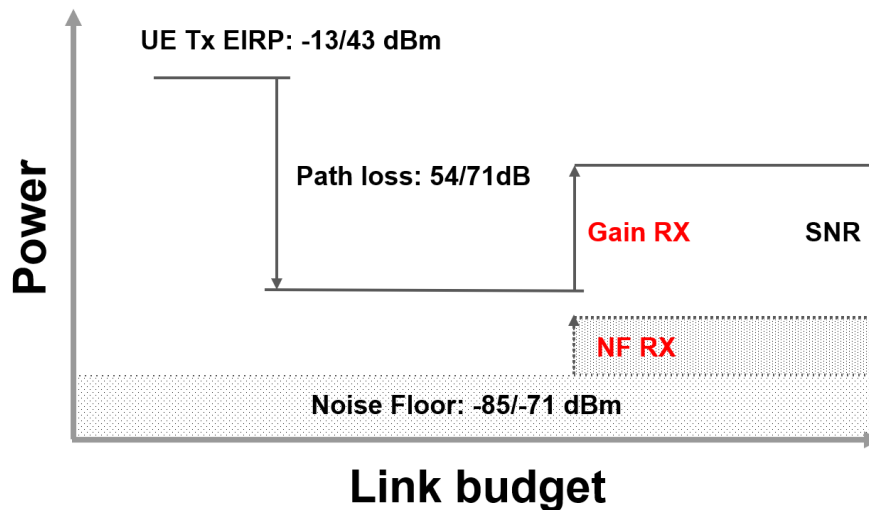 UE Tx EIRP: -13/43 dBm
Path loss: 54/71dB
Gain RX
SNR
NF RX
Noise Floor: -85/-71 dBm
Power
Link budget